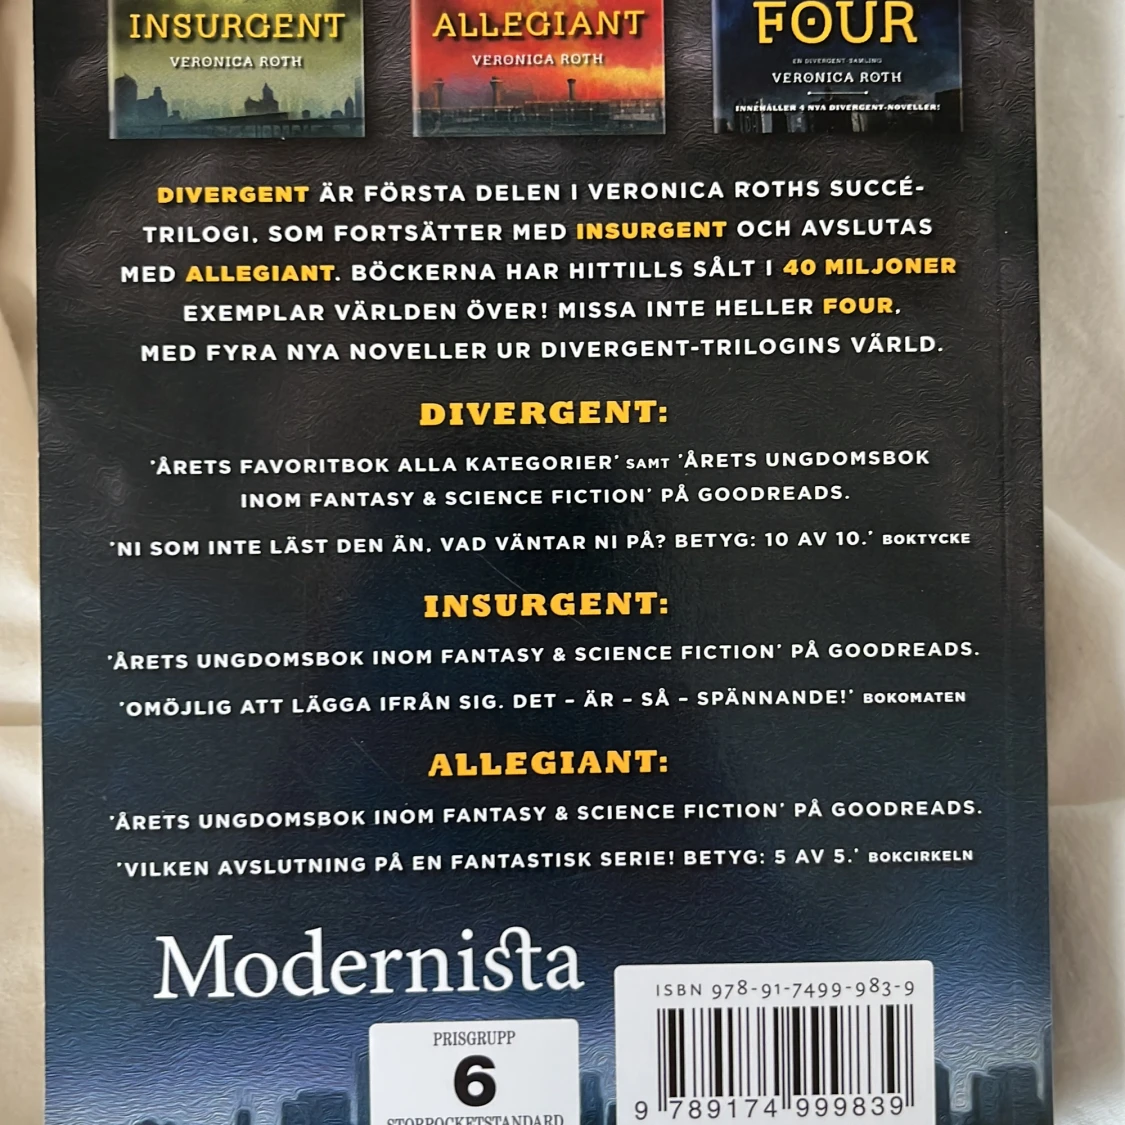 INSURGENT
VERONICA ROTH
ALLEGIANT
VERONICA ROTH
FOUR
EN DIVERGENT-SAMLING
VERONICA ROTH
INNEHÅLLER 4 NYA DIVERGENT-NOVELLER!
DIVERGENT ÄR FÖRSTA DELEN I VERONICA ROTHS SUCCÉ-
TRILOGI, SOM FORTSÄTTER MED INSURGENT OCH AVSLUTAS
MED ALLEGIANT. BÖCKERNA HAR HITTILLS SÅLT I 40 MILJONER
EXEMPLAR VÄRLDEN ÖVER! MISSA INTE HELLER FOUR,
MED FYRA NYA NOVELLER UR DIVERGENT-TRILOGINS VÄRLD.
DIVERGENT:
'ÅRETS FAVORITBOK ALLA KATEGORIER' SAMT 'ÅRETS UNGDOMSBOK
INOM FANTASY & SCIENCE FICTION' PÅ GOODREADS.
'NI SOM INTE LÄST DEN ÄN, VAD VÄNTAR NI PÅ? BETYG: 10 AV 10.' BOKTYCKE
INSURGENT:
'ÅRETS UNGDOMSBOK INOM FANTASY & SCIENCE FICTION' PÅ GOODREADS.
'OMÖJLIG ATT LÄGGA IFRÅN SIG. DET – ÄR – SÅ – SPÄNNANDE!' BOKOMATEN
ALLEGIANT:
'ÅRETS UNGDOMSBOK INOM FANTASY & SCIENCE FICTION' PÅ GOODREADS.
'VILKEN AVSLUTNING PÅ EN FANTASTISK SERIE! BETYG: 5 AV 5.' BOKCIRKELN
Modernista
ISBN 978-91-7499-983-9
PRISGRUPP
6
STORPOCKETSTANDARD
9 789174 999839